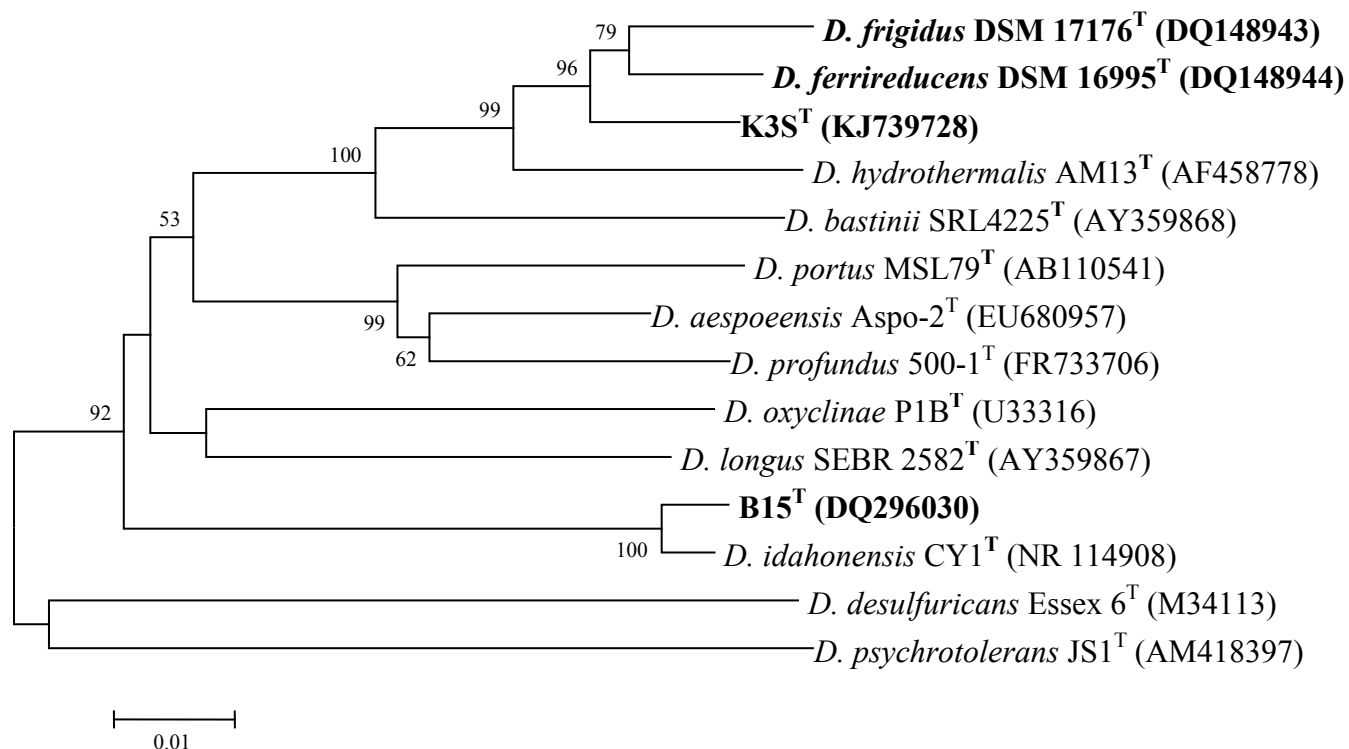 79
D. frigidus DSM 17176T (DQ148943)
96
D. ferrireducens DSM 16995T (DQ148944)
99
K3ST (KJ739728)
100
D. hydrothermalis AM13T (AF458778)
53
D. bastinii SRL4225T (AY359868)
D. portus MSL79T (AB110541)
99
D. aespoeensis Aspo-2T (EU680957)
62
D. profundus 500-1T (FR733706)
92
D. oxyclinae P1BT (U33316)
D. longus SEBR 2582T (AY359867)
B15T (DQ296030)
100
D. idahonensis CY1T (NR 114908)
D. desulfuricans Essex 6T (M34113)
D. psychrotolerans JS1T (AM418397)
0.01